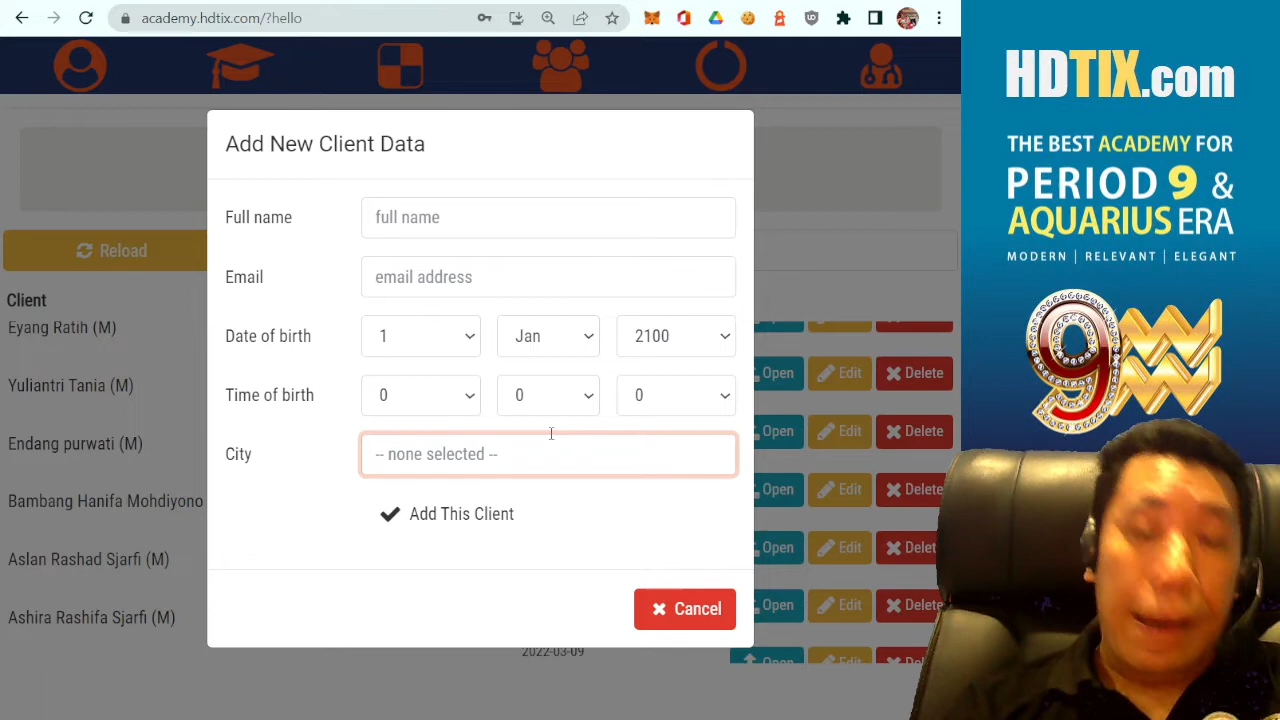 academy.hdtix.com/?hello
HDTIX.com
THE BEST ACADEMY FOR
PERIOD 9 &
AQUARIUS ERA
MODERN | RELEVANT | ELEGANT
9
Add New Client Data
Full name
full name
Email
email address
Date of birth
1
Jan
2100
Time of birth
0
0
0
City
-- none selected --
Add This Client
Cancel
Reload
Client
Eyang Ratih (M)
Yuliantri Tania (M)
Open Edit Delete
Endang purwati (M)
Open Edit Delete
Bambang Hanifa Mohdiyono
Open Edit Delete
Aslan Rashad Sjarfi (M)
Open Edit Delete
Ashira Rashifa Sjarfi (M)
Open Edit Delete
2022-03-09
Open Edit Delete